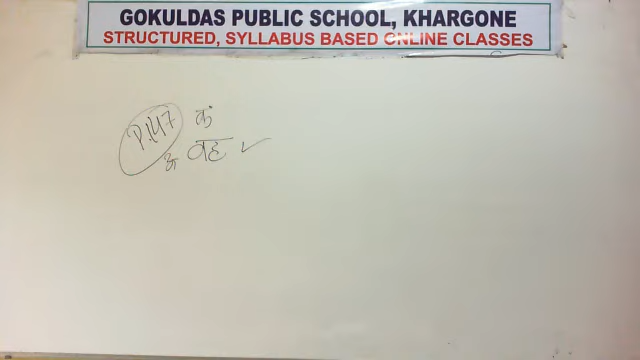 GOKULDAS PUBLIC SCHOOL, KHARGONE
STRUCTURED, SYLLABUS BASED ONLINE CLASSES
P.147 कं
& वह ✓